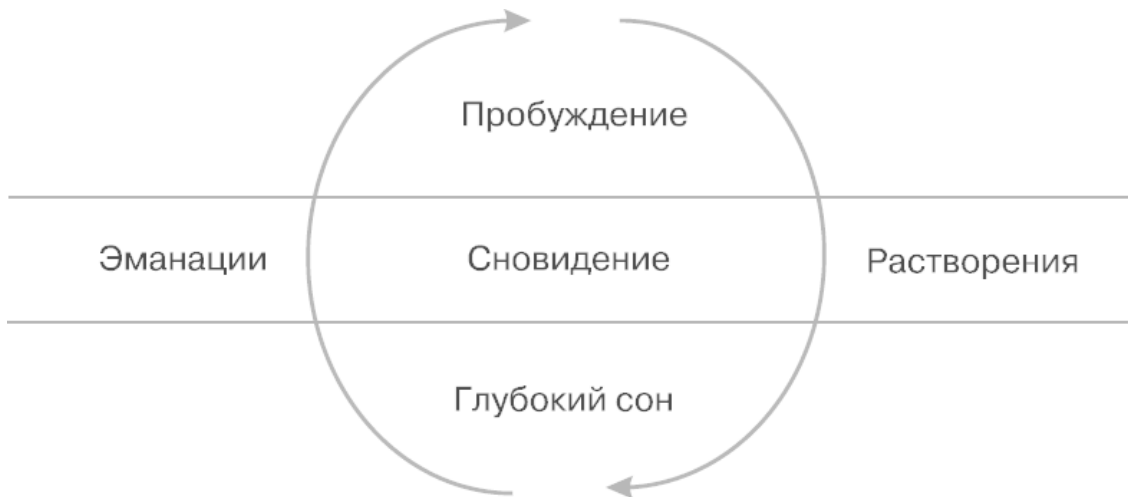 Пробуждение
Эманации
Сновидение
Растворения
Глубокий сон